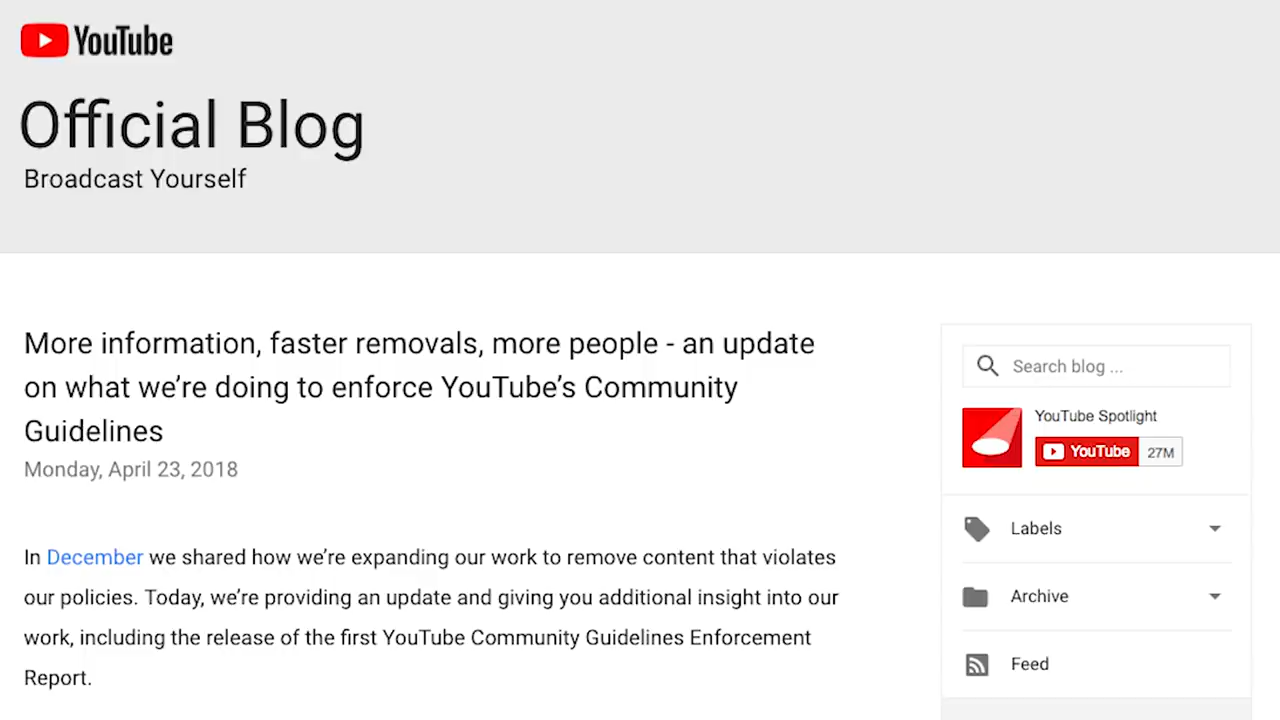 YouTube
Official Blog
Broadcast Yourself
More information, faster removals, more people - an update
on what we’re doing to enforce YouTube’s Community
Guidelines
Monday, April 23, 2018
In December we shared how we’re expanding our work to remove content that violates
our policies. Today, we’re providing an update and giving you additional insight into our
work, including the release of the first YouTube Community Guidelines Enforcement
Report.
Search blog ...
YouTube Spotlight
YouTube 27M
Labels
Archive
Feed